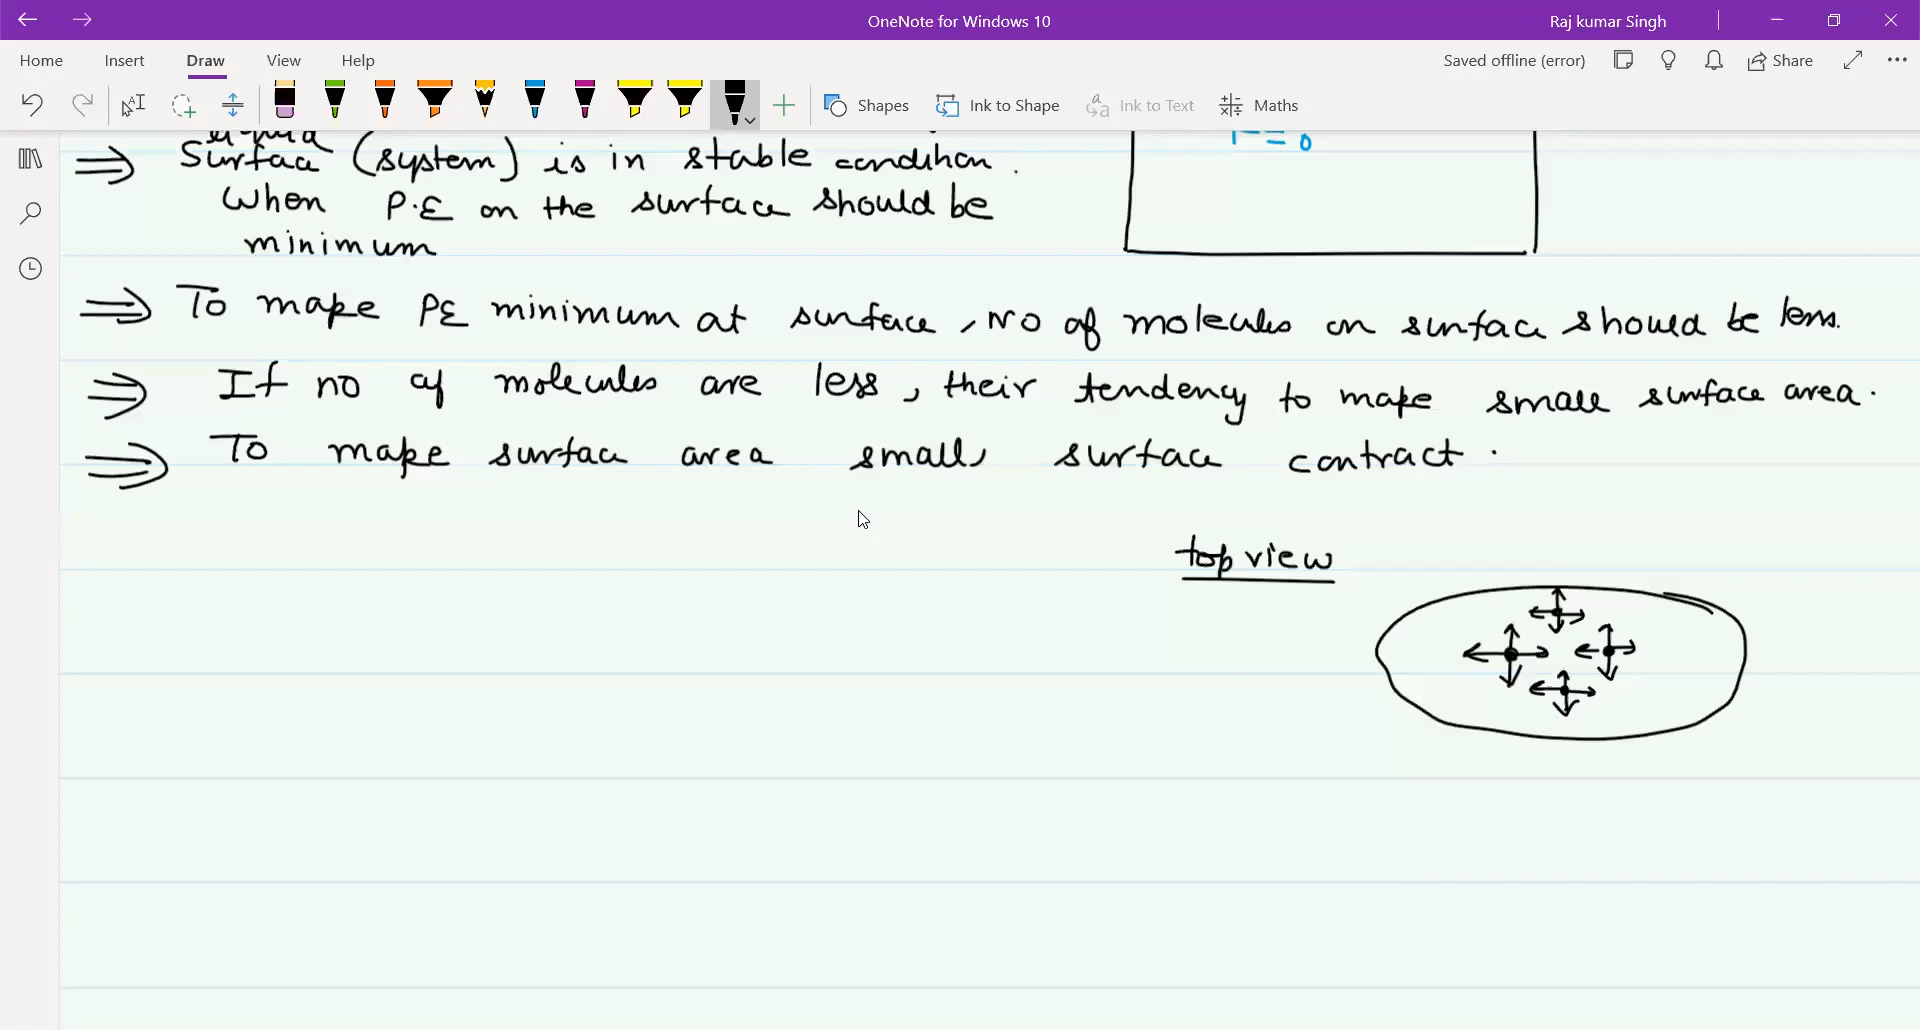 OneNote for Windows 10
Raj kumar Singh
Home Insert Draw View Help
Saved offline (error) Share
Shapes Ink to Shape Ink to Text Maths
liquid
F = 0
⇒ Surface (system) is in stable condition.
When P.E on the surface should be
minimum
⇒ To make PE minimum at surface, No of molecules on surface should be less.
⇒ If no of molecules are less, their tendency to make small surface area.
⇒ To make surface area small, surface contract.
top view